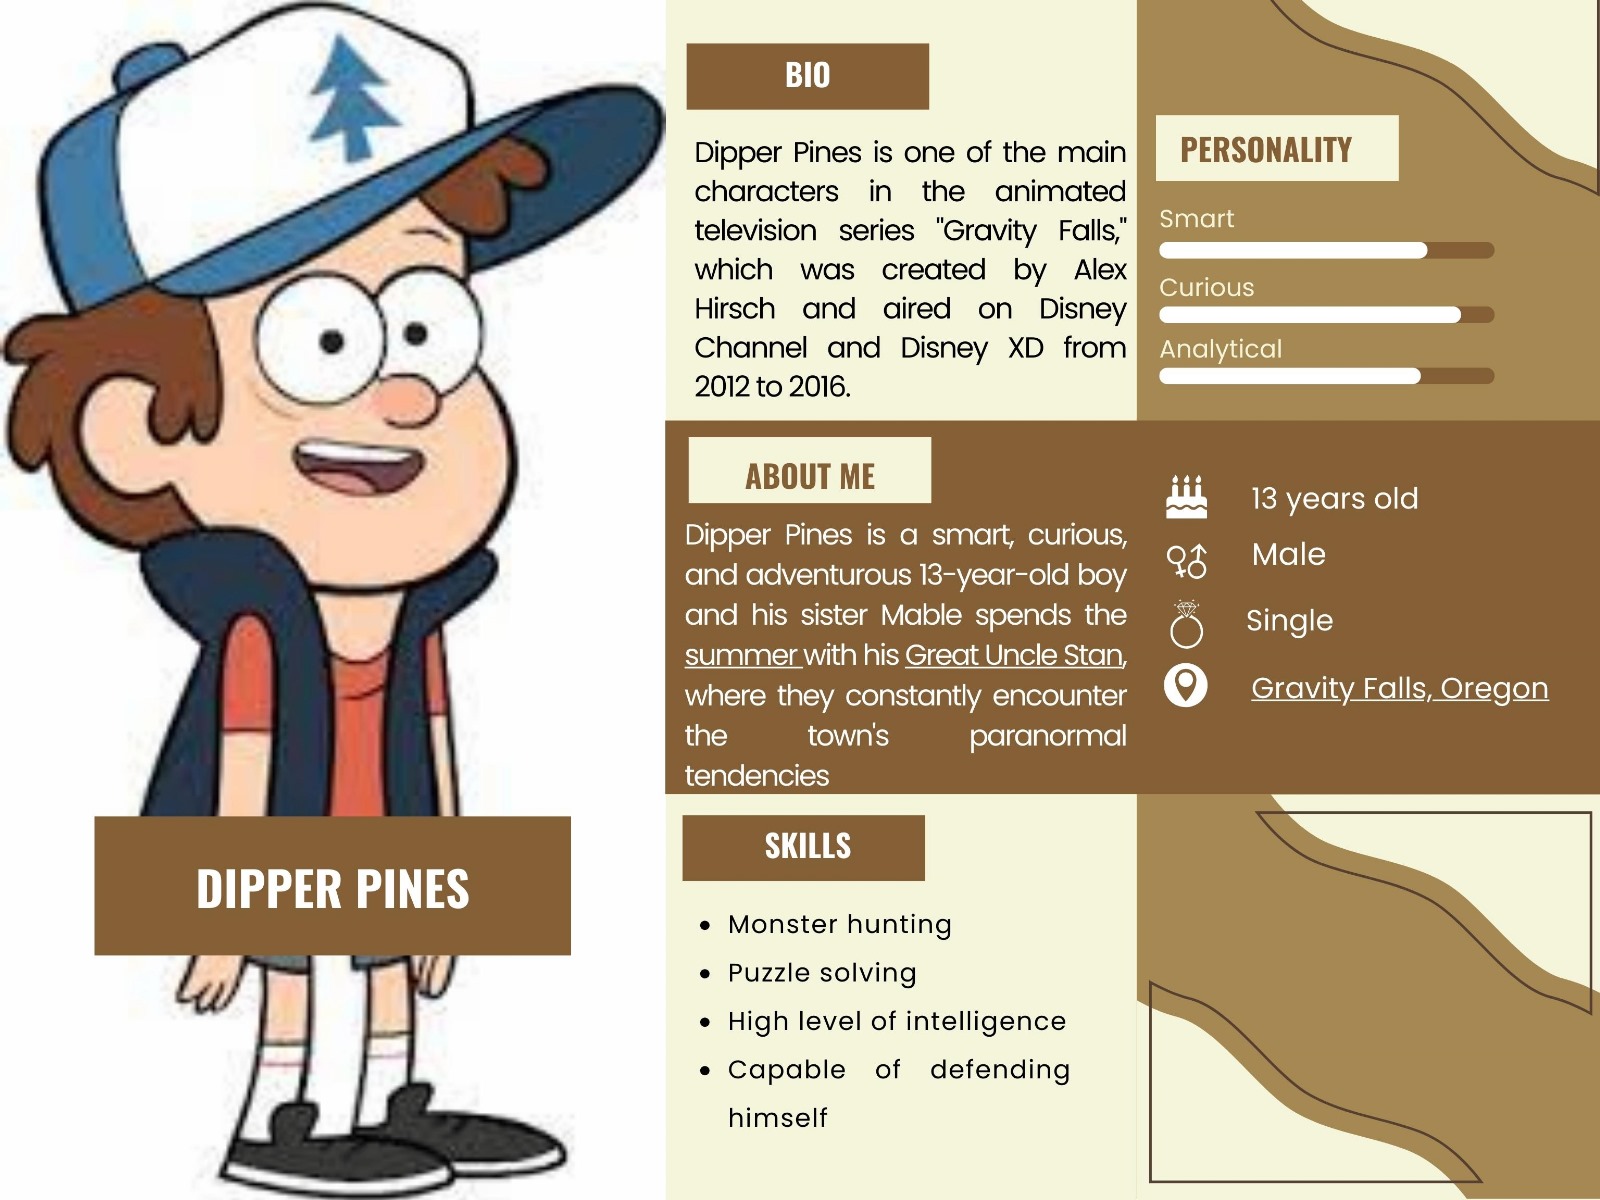 BIO
Dipper Pines is one of the main
characters in the animated
television series "Gravity Falls,"
which was created by Alex
Hirsch and aired on Disney
Channel and Disney XD from
2012 to 2016.
PERSONALITY
Smart
Curious
Analytical
ABOUT ME
Dipper Pines is a smart, curious,
and adventurous 13-year-old boy
and his sister Mable spends the
summer with his Great Uncle Stan,
where they constantly encounter
the town's paranormal
tendencies
13 years old
Male
Single
Gravity Falls, Oregon
DIPPER PINES
SKILLS
• Monster hunting
• Puzzle solving
• High level of intelligence
• Capable of defending
himself